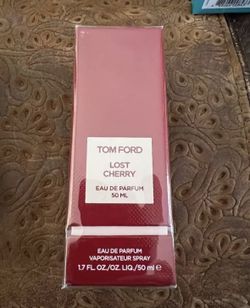 TOM FORD
LOST
CHERRY
EAU DE PARFUM
50 ML
EAU DE PARFUM
VAPORISATEUR SPRAY
1.7 FL.OZ./OZ. LIQ./50 ml ℮